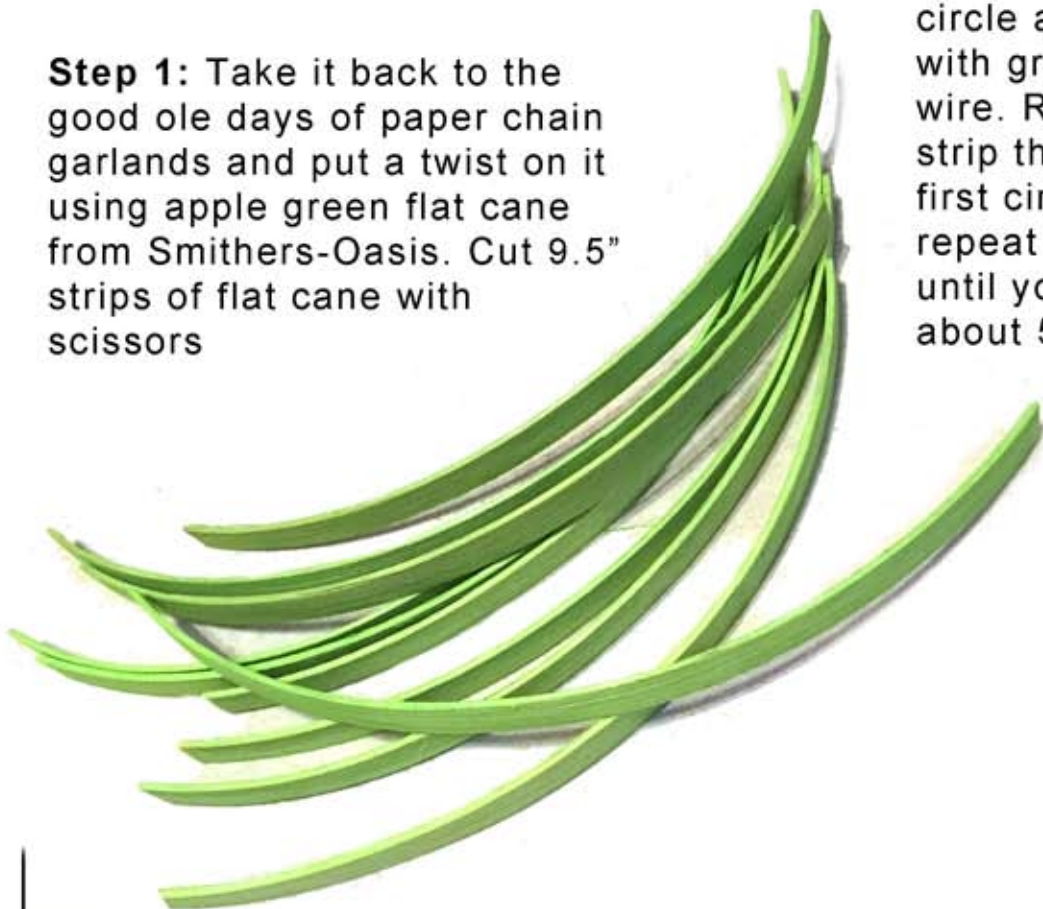 Step 1: Take it back to the
good ole days of paper chain
garlands and put a twist on it
using apple green flat cane
from Smithers-Oasis. Cut 9.5”
strips of flat cane with
scissors
circle
with
wire.
strip
first
repeat
until
about